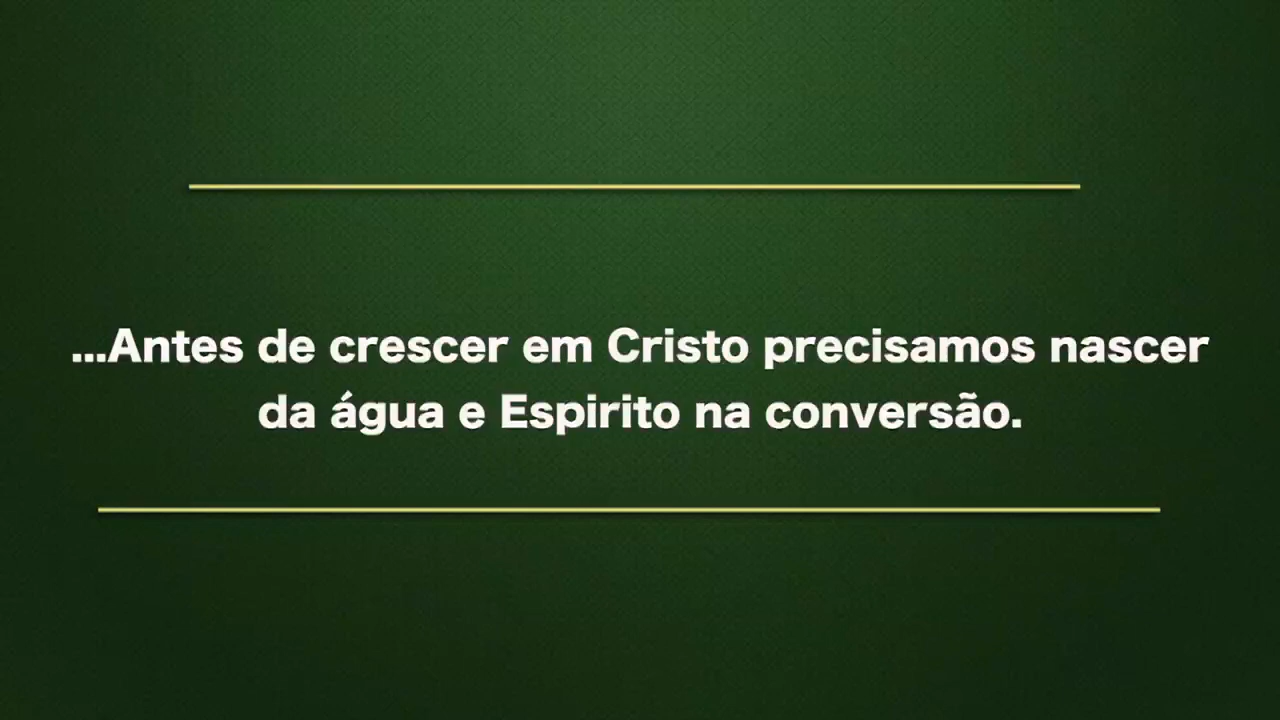 ...Antes de crescer em Cristo precisamos nascer
da água e Espirito na conversão.